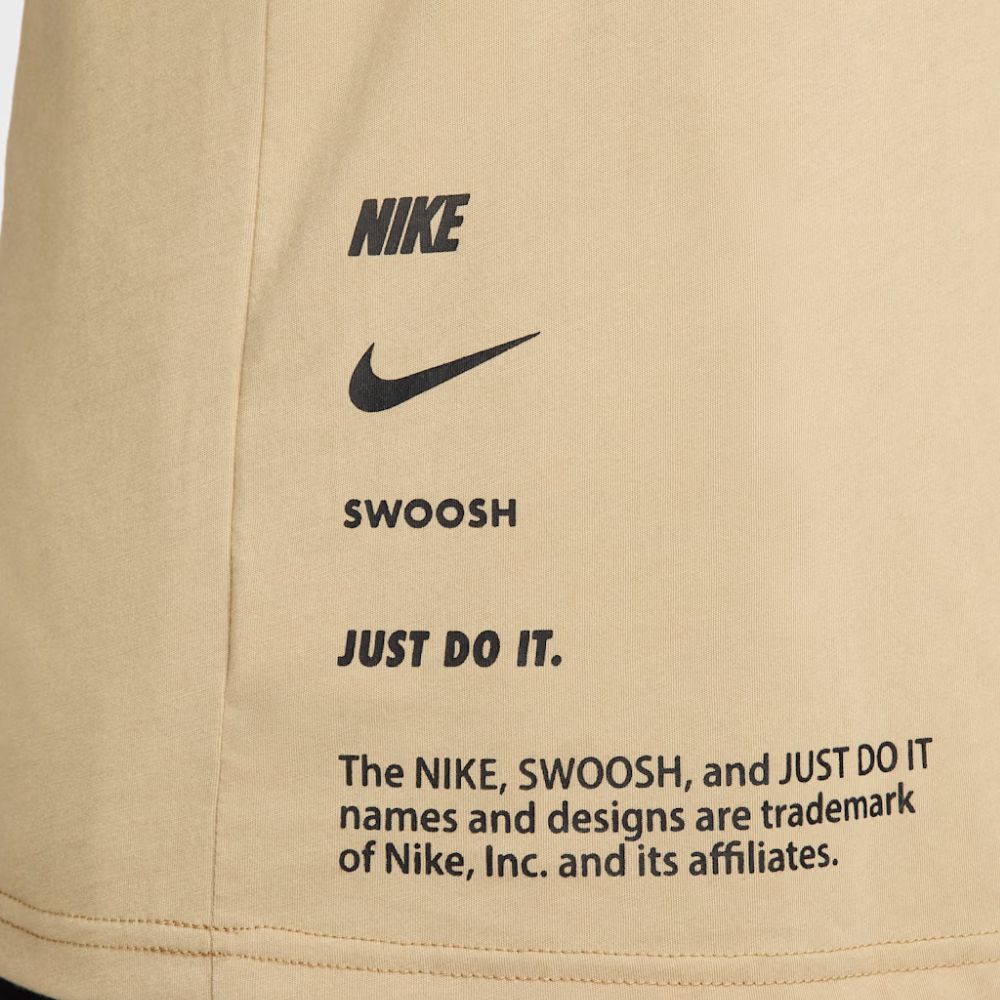 NIKE
SWOOSH
JUST DO IT.
The NIKE, SWOOSH, and JUST DO IT
names and designs are trademark
of Nike, Inc. and its affiliates.